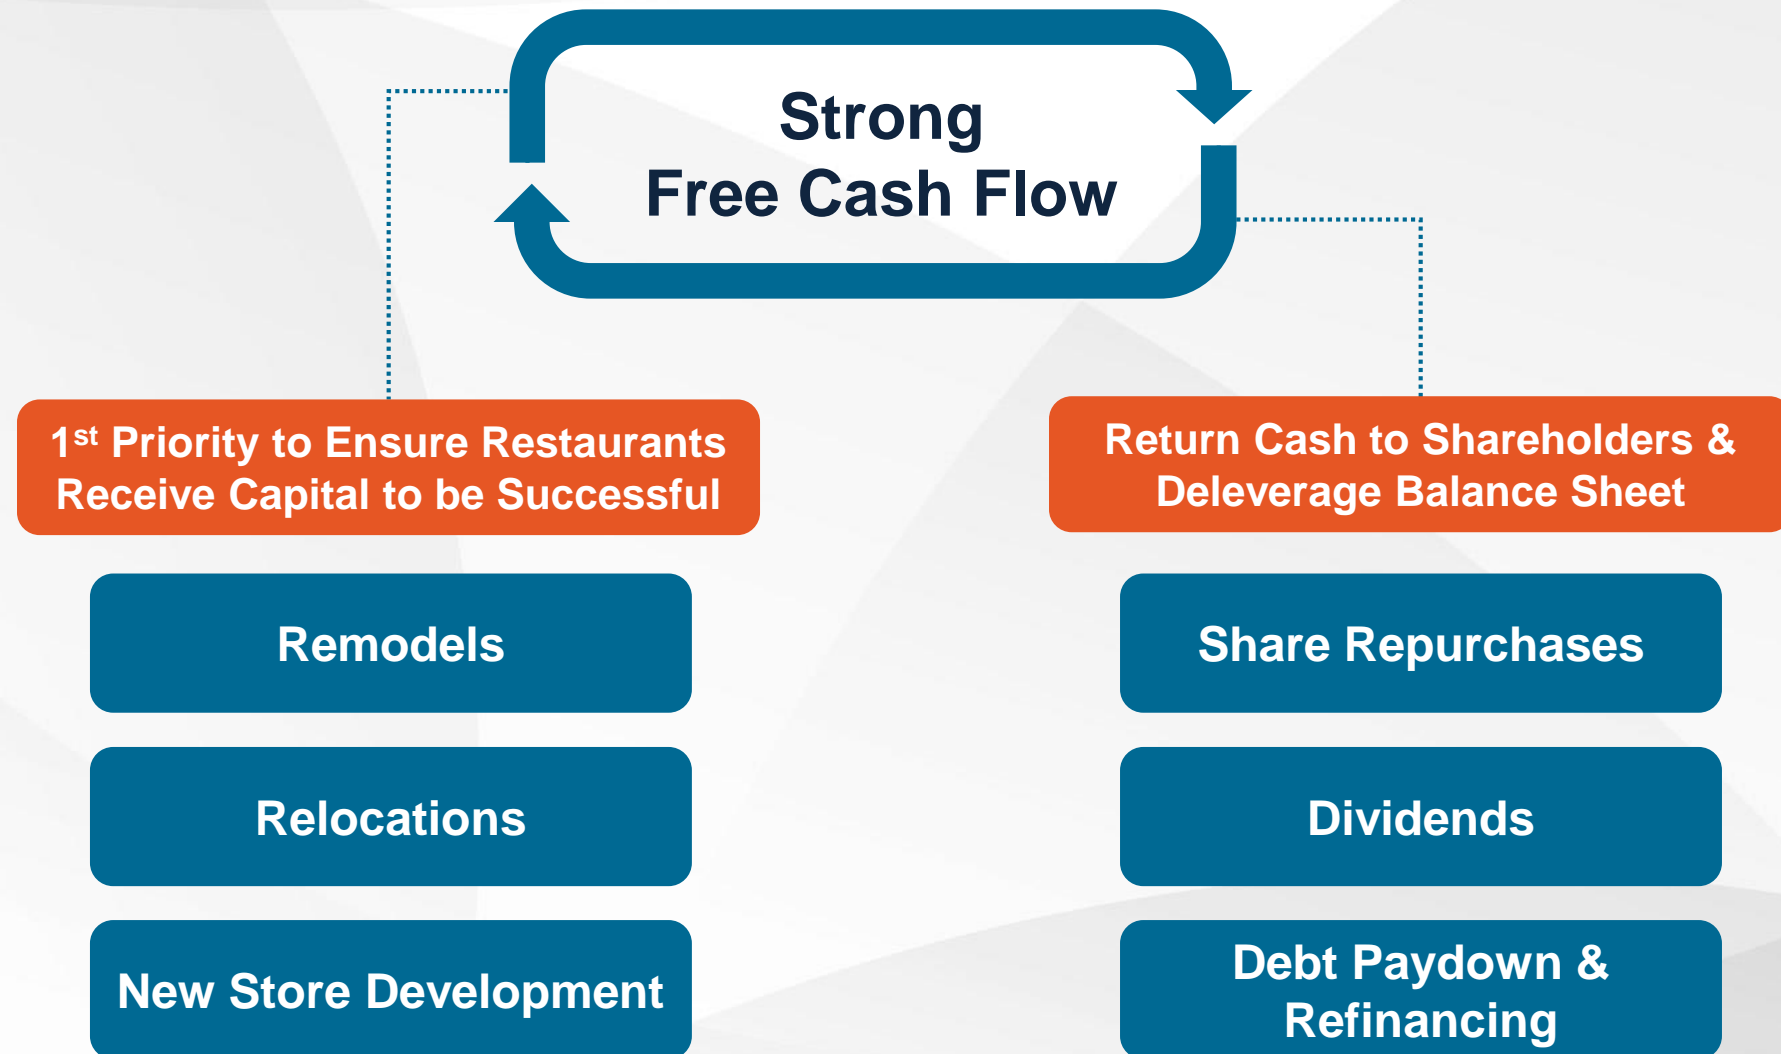 Strong
Free Cash Flow
1st Priority to Ensure Restaurants
Receive Capital to be Successful
Remodels
Relocations
New Store Development
Return Cash to Shareholders &
Deleverage Balance Sheet
Share Repurchases
Dividends
Debt Paydown &
Refinancing